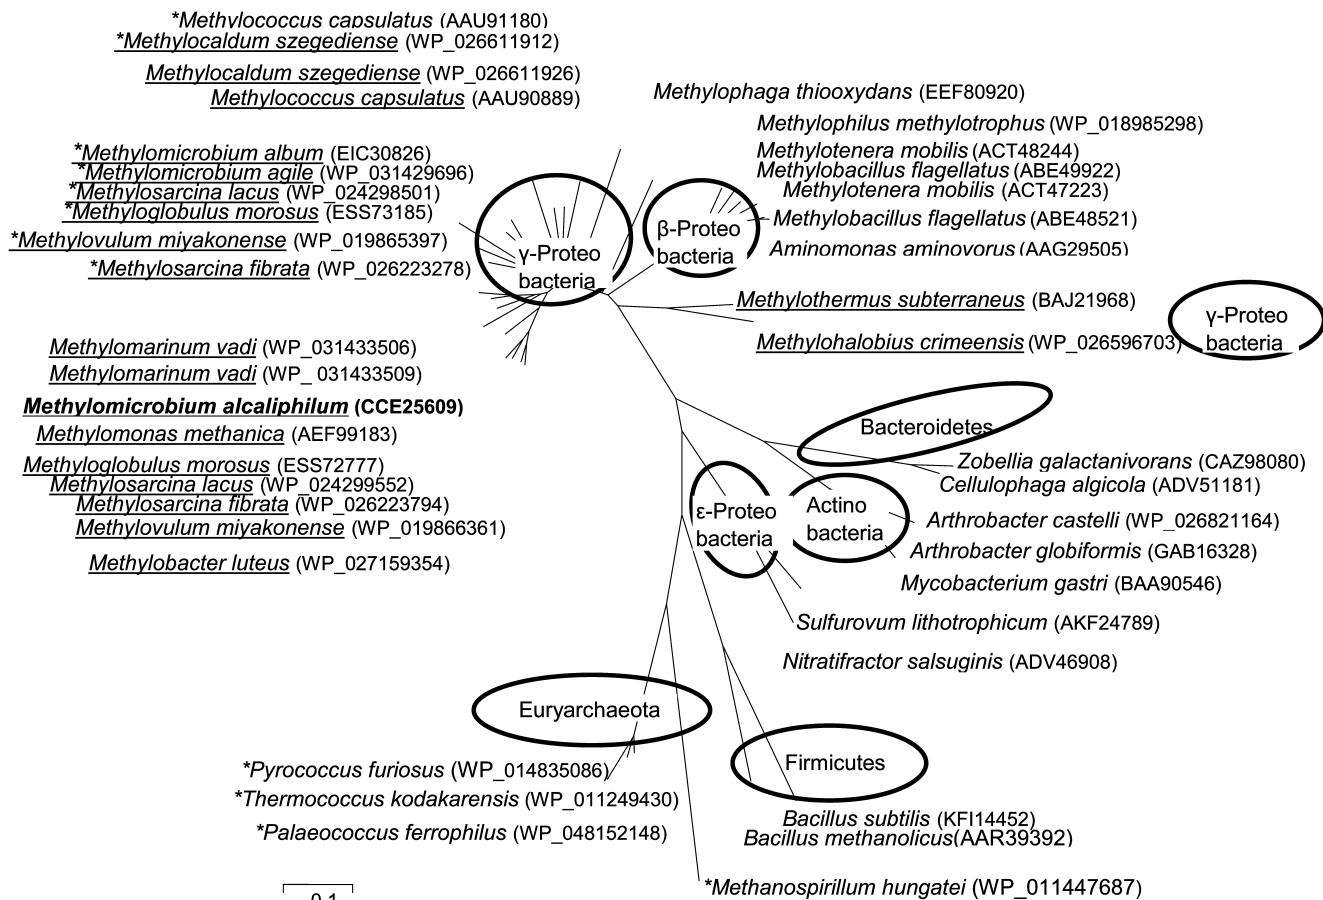 *Methylococcus capsulatus (AAU91180)
*Methylocaldum szegediense (WP_026611912)
Methylocaldum szegediense (WP_026611926)
Methylococcus capsulatus (AAU90889)
*Methylomicrobium album (EIC30826)
*Methylomicrobium agile (WP_031429696)
*Methylosarcina lacus (WP_024298501)
*Methyloglobulus morosus (ESS73185)
*Methylovulum miyakonense (WP_019865397)
*Methylosarcina fibrata (WP_026223278)
Methylomarinum vadi (WP_031433506)
Methylomarinum vadi (WP_ 031433509)
Methylomicrobium alcaliphilum (CCE25609)
Methylomonas methanica (AEF99183)
Methyloglobulus morosus (ESS72777)
Methylosarcina lacus (WP_024299552)
Methylosarcina fibrata (WP_026223794)
Methylovulum miyakonense (WP_019866361)
Methylobacter luteus (WP_027159354)
γ-Proteo
bacteria
Methylophaga thiooxydans (EEF80920)
Methylophilus methylotrophus (WP_018985298)
Methylotenera mobilis (ACT48244)
Methylobacillus flagellatus (ABE49922)
Methylotenera mobilis (ACT47223)
Methylobacillus flagellatus (ABE48521)
Aminomonas aminovorus (AAG29505)
β-Proteo
bacteria
Methylothermus subterraneus (BAJ21968)
Methylohalobius crimeensis (WP_026596703)
γ-Proteo
bacteria
Bacteroidetes
Zobellia galactanivorans (CAZ98080)
Cellulophaga algicola (ADV51181)
Actino
bacteria
Arthrobacter castelli (WP_026821164)
Arthrobacter globiformis (GAB16328)
Mycobacterium gastri (BAA90546)
ε-Proteo
bacteria
Sulfurovum lithotrophicum (AKF24789)
Nitratifractor salsuginis (ADV46908)
Euryarchaeota
*Pyrococcus furiosus (WP_014835086)
*Thermococcus kodakarensis (WP_011249430)
*Palaeococcus ferrophilus (WP_048152148)
Firmicutes
Bacillus subtilis (KFI14452)
Bacillus methanolicus(AAR39392)
*Methanospirillum hungatei (WP_011447687)
0.1